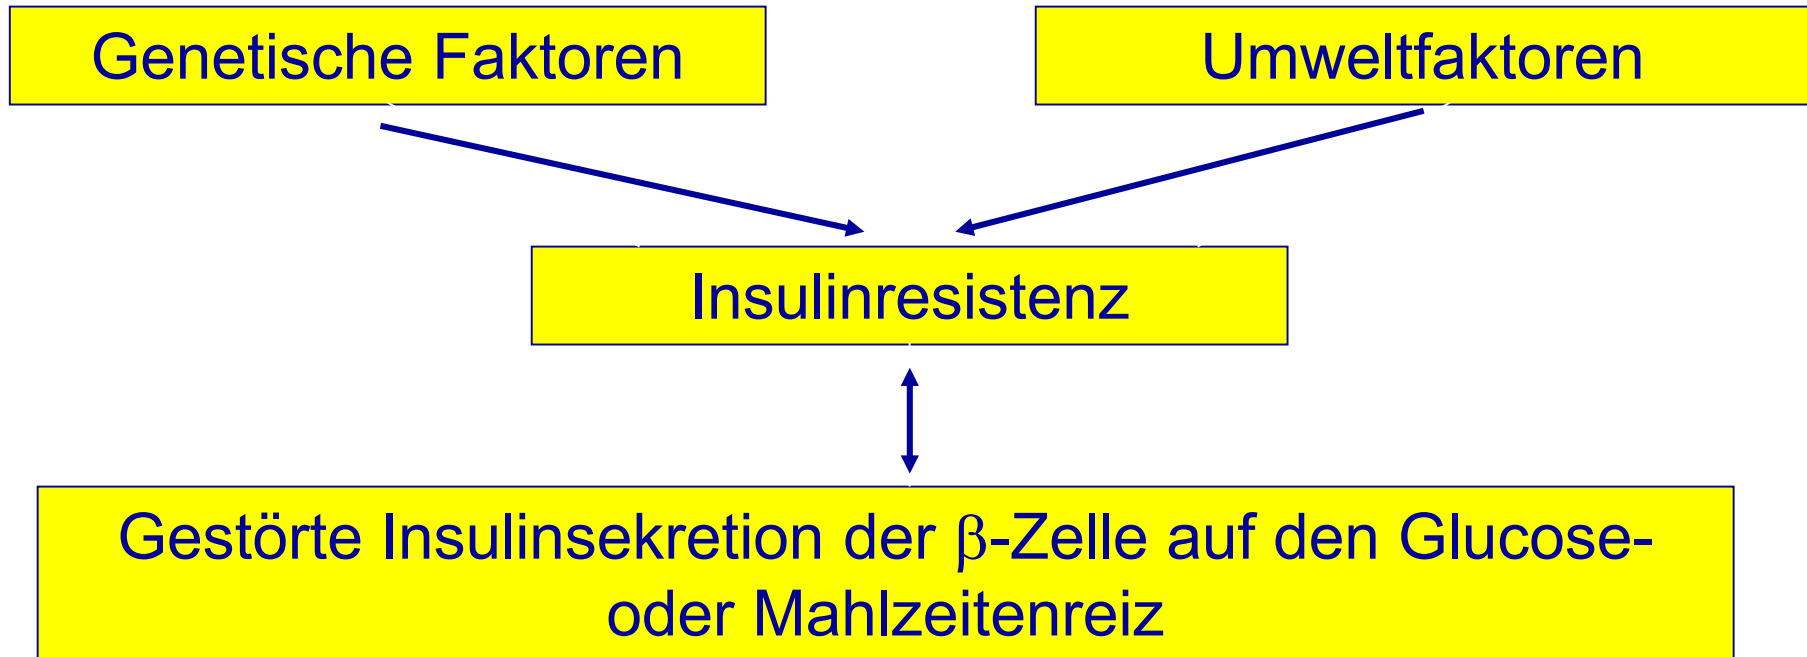 Genetische Faktoren
Umweltfaktoren
Insulinresistenz
Gestörte Insulinsekretion der β-Zelle auf den Glucose-
oder Mahlzeitenreiz